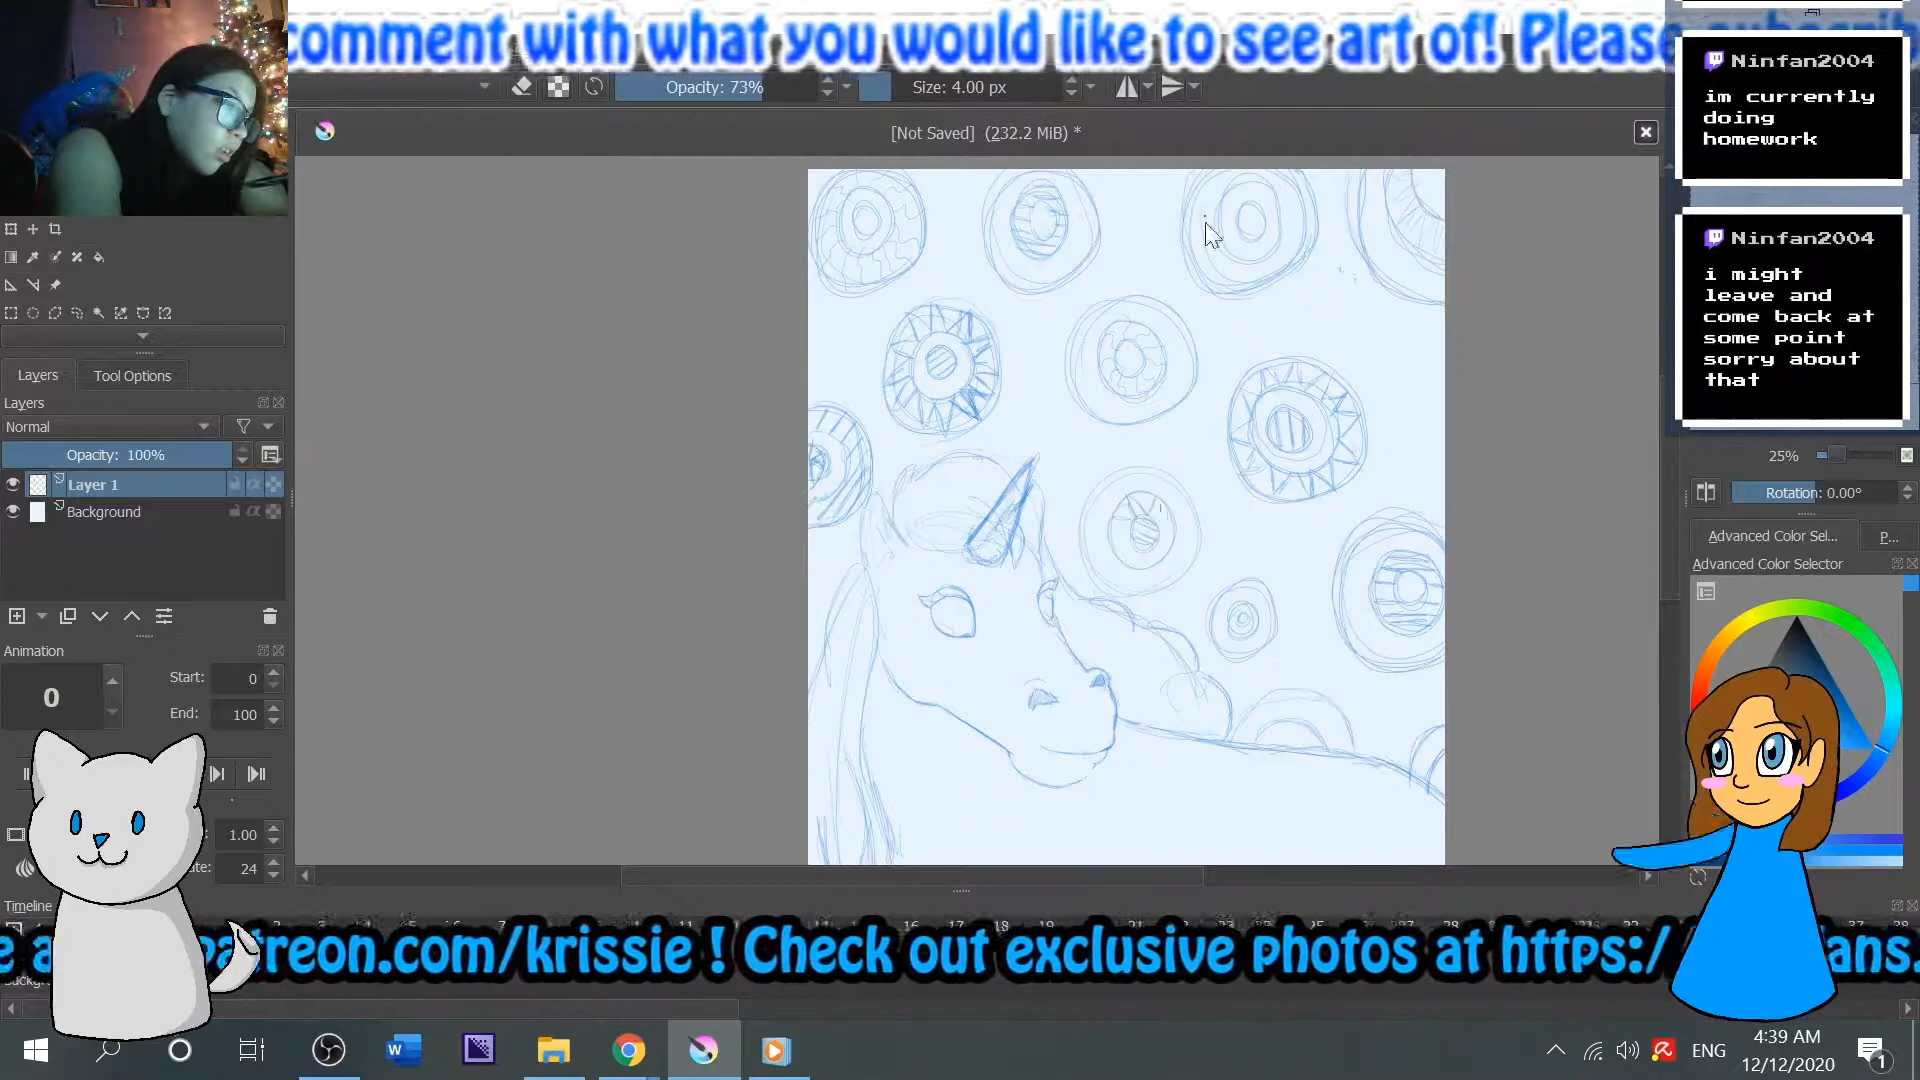 comment with what you would like to see art of! Please subscrib
Ninfan2004
im currently
doing
homework
Ninfan2004
i might
leave and
come back at
some point
sorry about
that
Opacity: 73%
Size: 4.00 px
[Not Saved] (232.2 MiB) *
Layers
Tool Options
Layers
Normal
Opacity: 100%
Layer 1
Background
Animation
0
Start: 0
End: 100
1.00
24
Timeline
25%
Rotation: 0.00°
Advanced Color Sel...
P...
Advanced Color Selector
patreon.com/krissie ! Check out exclusive photos at https:/
ans.
ENG
4:39 AM
12/12/2020
1